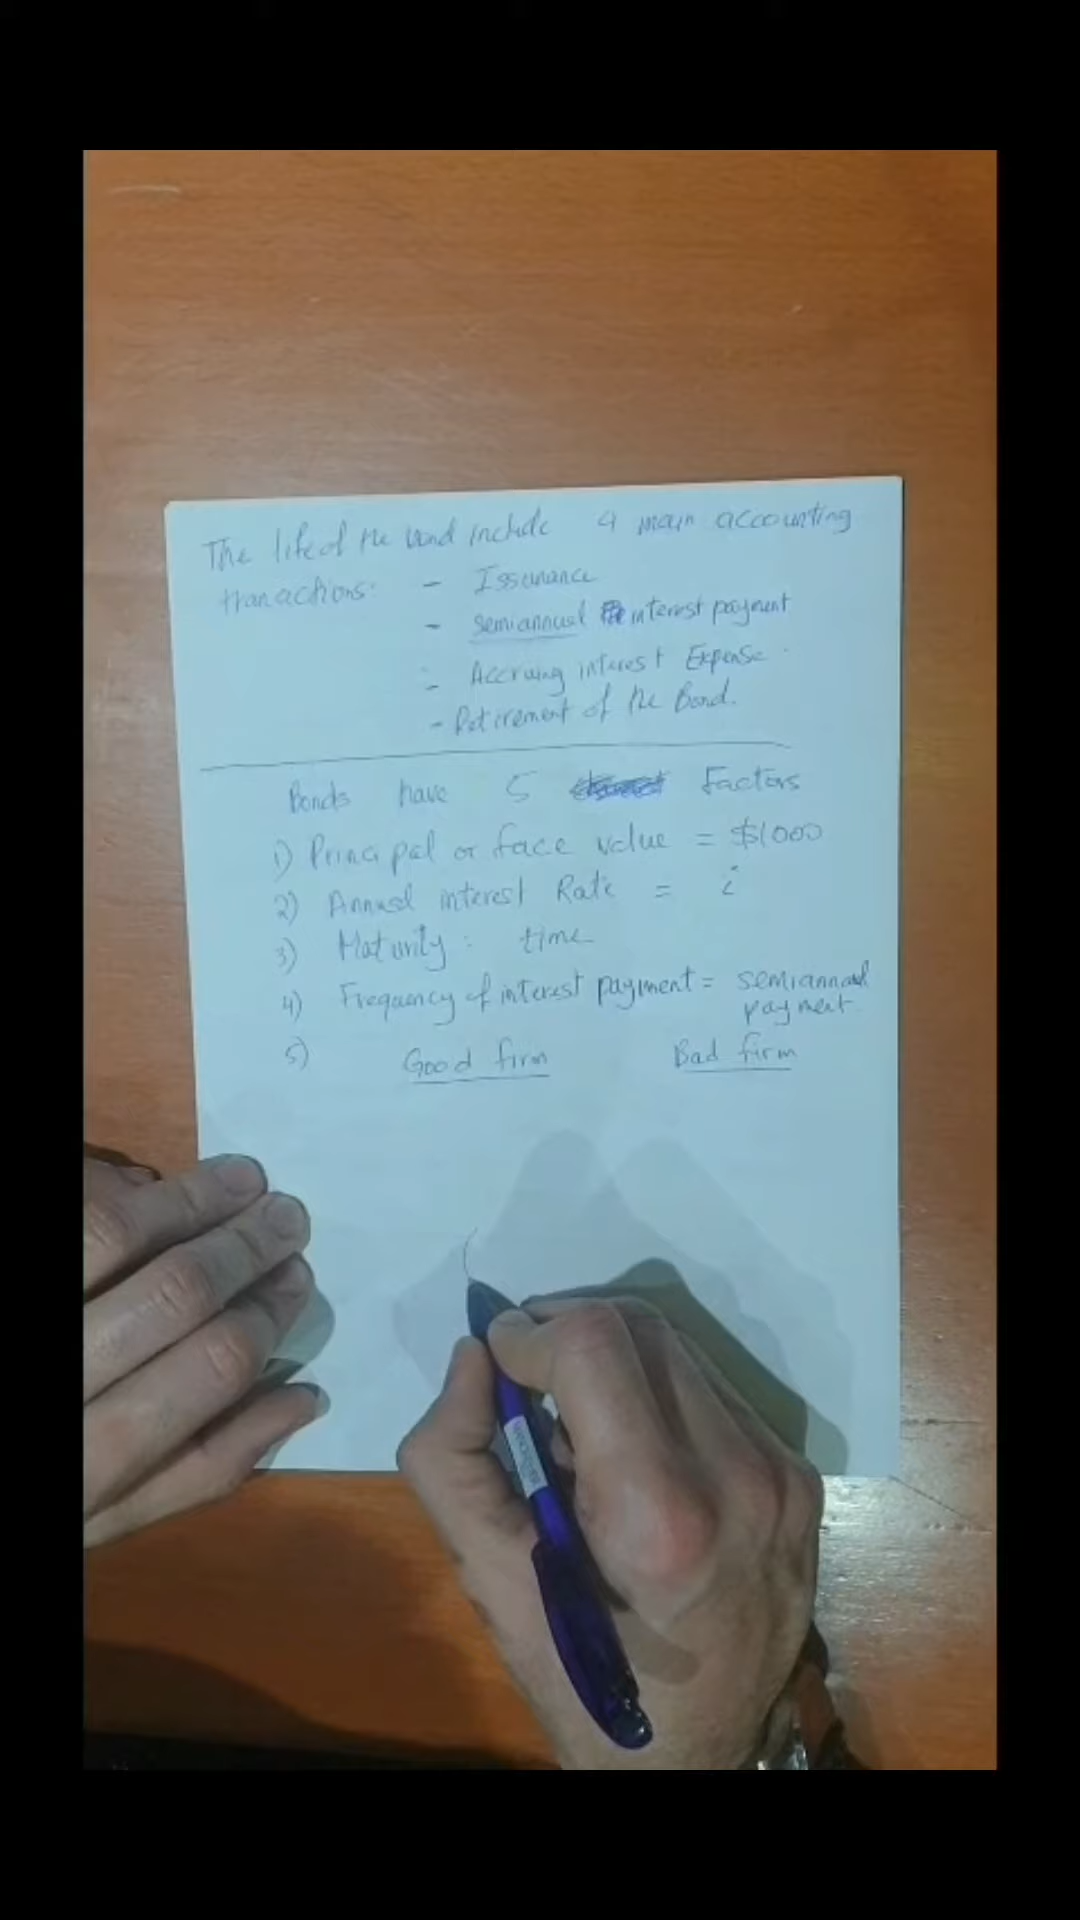 The life of the bond include 4 main accounting
tranactions: - Issunance
- semiannual interest payment
- Accruing interest Expense
- Retirement of the Bond.
Bonds have 5 Factors
1) Principal or face value = $1000
2) Annual interest Rate = i
3) Maturity: time
4) Frequency of interest payment = semiannual
payment
5) Good firm Bad firm